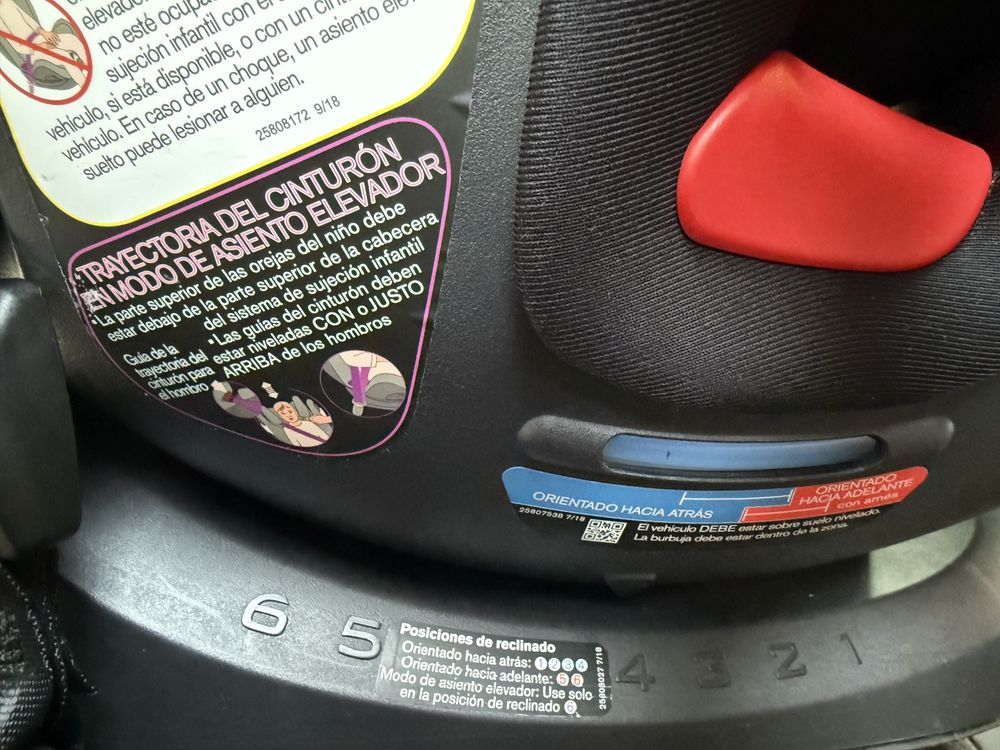 elevador
no esté ocupa
sujeción infantil con el
vehículo, si está disponible, o con un cint
vehículo. En caso de un choque, un asiento ele
suelto puede lesionar a alguien.
25808172 9/18
TRAYECTORIA DEL CINTURÓN
EN MODO DE ASIENTO ELEVADOR
•La parte superior de las orejas del niño debe
estar debajo de la parte superior de la cabecera
del sistema de sujeción infantil
•Las guías del cinturón deben
estar niveladas CON o JUSTO
ARRIBA de los hombros
Guía de la
trayectoria del
cinturón para
el hombro
ORIENTADO HACIA ATRÁS
ORIENTADO
HACIA ADELANTE
con arnés
25807538 7/18
El vehículo DEBE estar sobre suelo nivelado.
La burbuja debe estar dentro de la zona.
6 5 4 3 2 1
Posiciones de reclinado
Orientado hacia atrás: 1 2 3 4
Orientado hacia adelante: 5 6
Modo de asiento elevador: Use solo
en la posición de reclinado 6
25808027 7/18